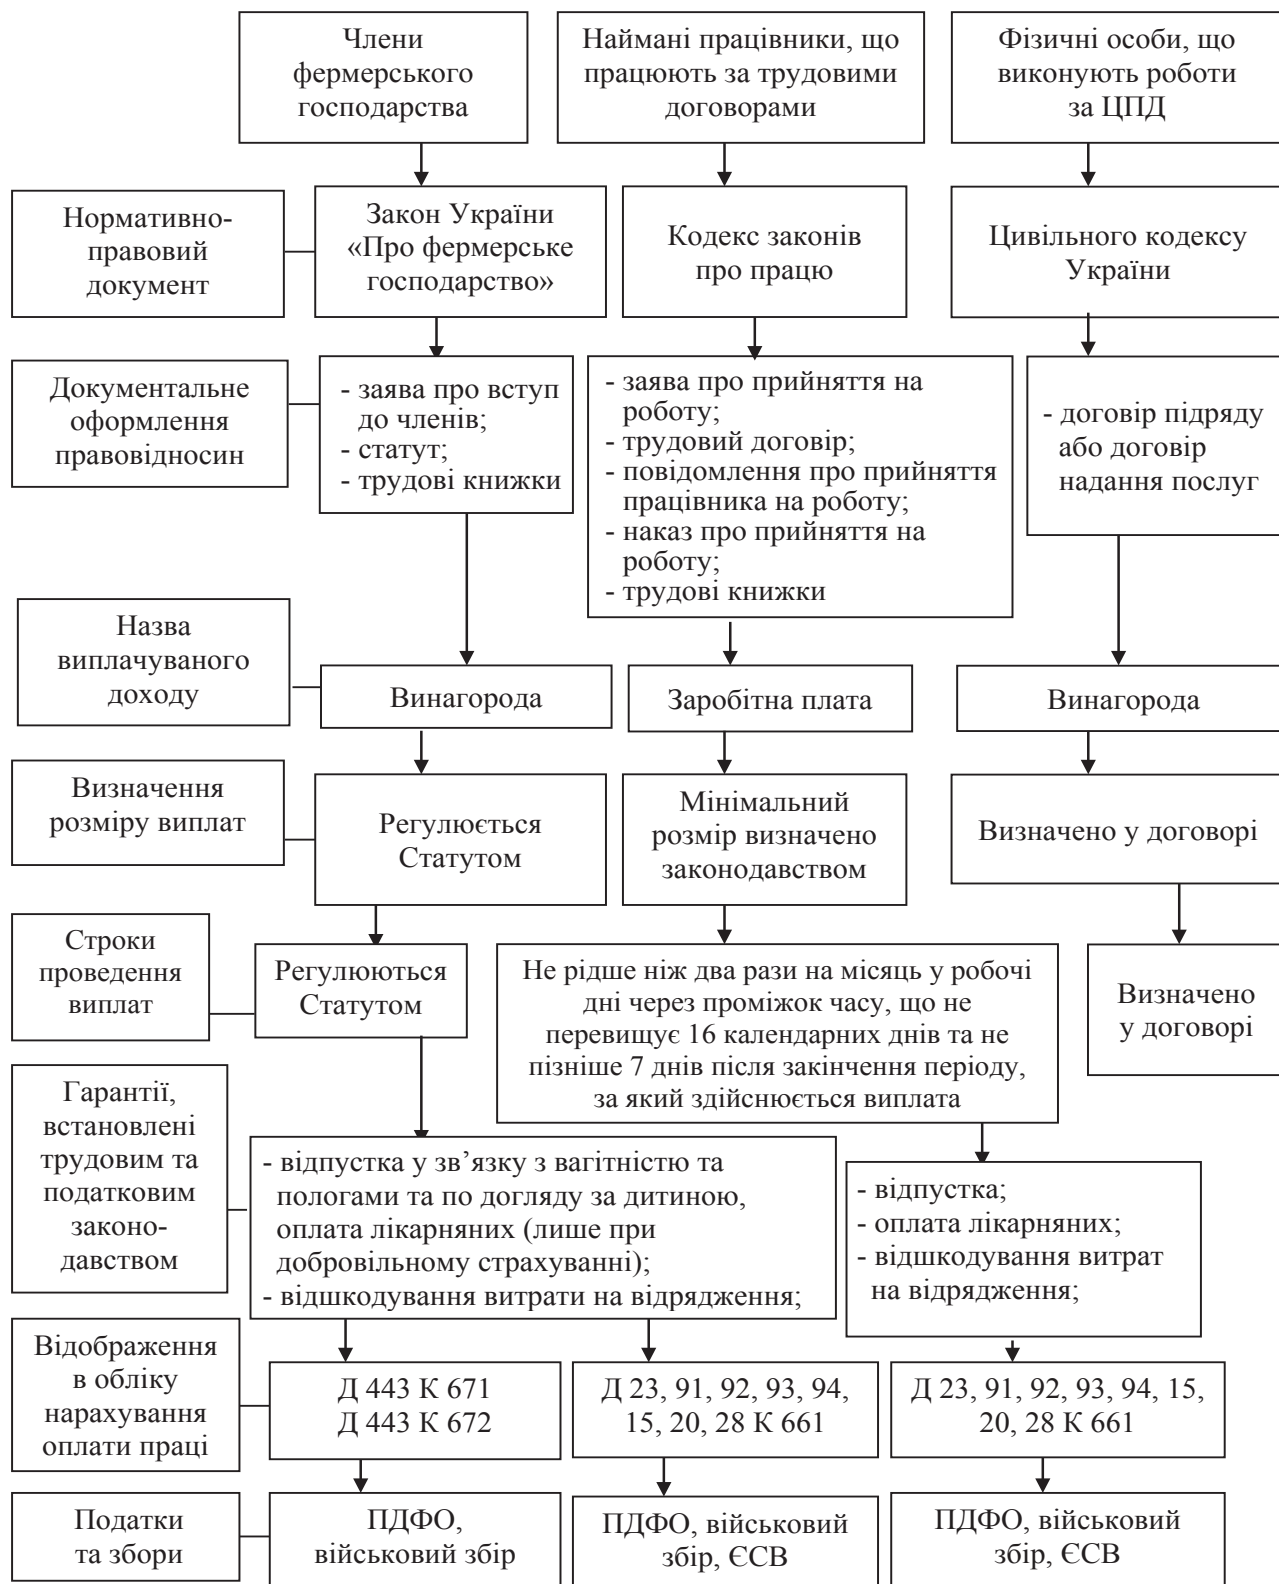 Члени
фермерського
господарства
Наймані працівники, що
працюють за трудовими
договорами
Фізичні особи, що
виконують роботи
за ЦПД
Нормативно-
правовий
документ
Закон України
«Про фермерське
господарство»
Кодекс законів
про працю
Цивільного кодексу
України
Документальне
оформлення
правовідносин
- заява про вступ
до членів;
- статут;
- трудові книжки
- заява про прийняття на
роботу;
- трудовий договір;
- повідомлення про прийняття
працівника на роботу;
- наказ про прийняття на
роботу;
- трудові книжки
- договір підряду
або договір
надання послуг
Назва
виплачуваного
доходу
Винагорода
Заробітна плата
Винагорода
Визначення
розміру виплат
Регулюється
Статутом
Мінімальний
розмір визначено
законодавством
Визначено у договорі
Строки
проведення
виплат
Регулюються
Статутом
Не рідше ніж два рази на місяць у робочі
дні через проміжок часу, що не
перевищує 16 календарних днів та не
пізніше 7 днів після закінчення періоду,
за який здійснюється виплата
Визначено
у договорі
Гарантії,
встановлені
трудовим та
податковим
законо-
давством
- відпустка у зв’язку з вагітністю та
пологами та по догляду за дитиною,
оплата лікарняних (лише при
добровільному страхуванні);
- відшкодування витрати на відрядження;
- відпустка;
- оплата лікарняних;
- відшкодування витрат
на відрядження;
Відображення
в обліку
нарахування
оплати праці
Д 443 К 671
Д 443 К 672
Д 23, 91, 92, 93, 94,
15, 20, 28 К 661
Д 23, 91, 92, 93, 94, 15,
20, 28 К 661
Податки
та збори
ПДФО,
військовий збір
ПДФО, військовий
збір, ЄСВ
ПДФО, військовий
збір, ЄСВ